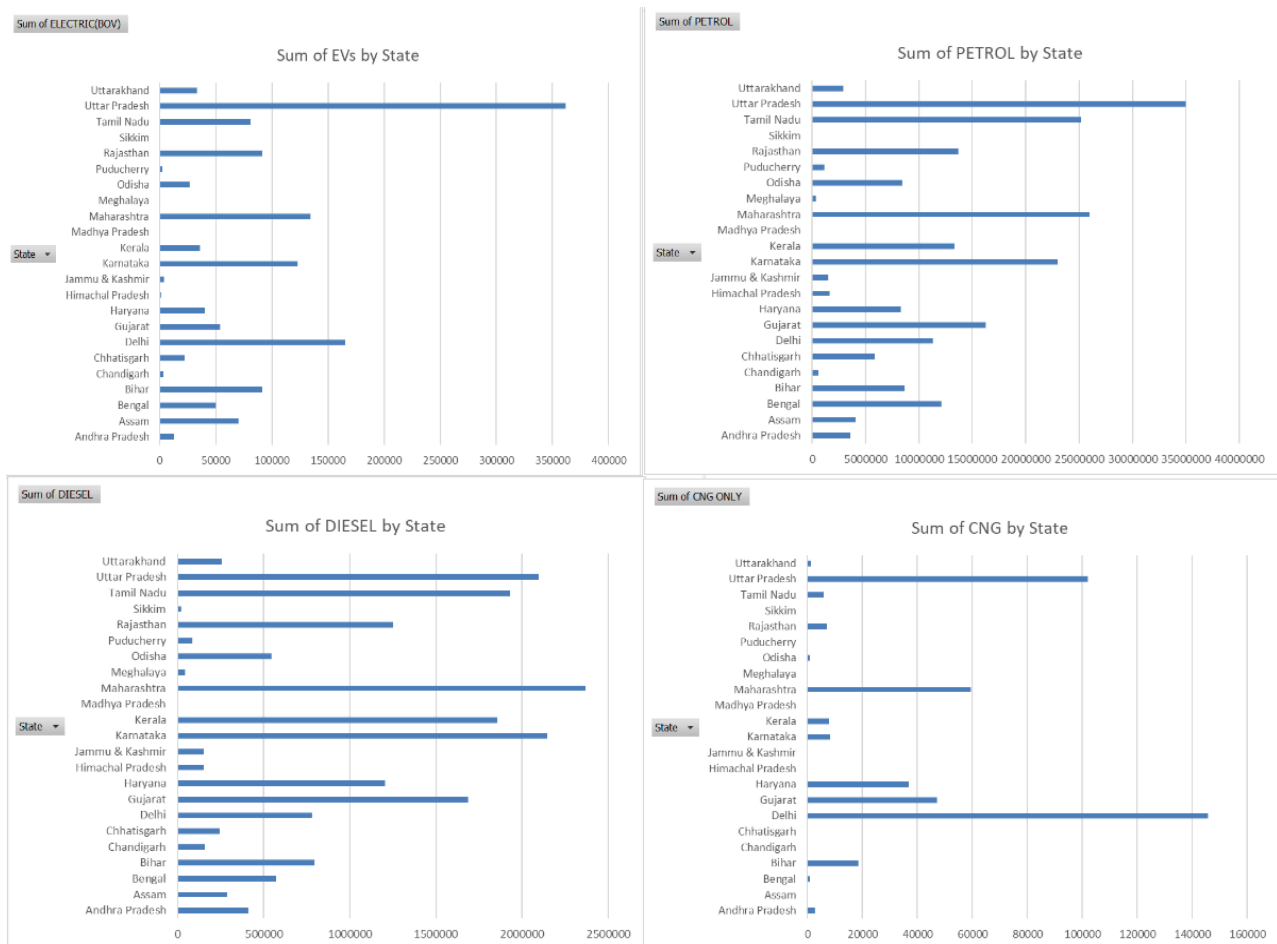 Sum of ELECTRIC(BOV)
Sum of EVs by State
Uttarakhand
Uttar Pradesh
Tamil Nadu
Sikkim
Rajasthan
Puducherry
Odisha
Meghalaya
Maharashtra
Madhya Pradesh
State
Kerala
Karnataka
Jammu & Kashmir
Himachal Pradesh
Haryana
Gujarat
Delhi
Chhatisgarh
Chandigarh
Bihar
Bengal
Assam
Andhra Pradesh
0 50000 100000 150000 200000 250000 300000 350000 400000
Sum of PETROL
Sum of PETROL by State
Uttarakhand
Uttar Pradesh
Tamil Nadu
Sikkim
Rajasthan
Puducherry
Odisha
Meghalaya
Maharashtra
Madhya Pradesh
State
Kerala
Karnataka
Jammu & Kashmir
Himachal Pradesh
Haryana
Gujarat
Delhi
Chhatisgarh
Chandigarh
Bihar
Bengal
Assam
Andhra Pradesh
0 5000000 10000000 15000000 20000000 25000000 30000000 35000000 40000000
Sum of DIESEL
Sum of DIESEL by State
Uttarakhand
Uttar Pradesh
Tamil Nadu
Sikkim
Rajasthan
Puducherry
Odisha
Meghalaya
Maharashtra
Madhya Pradesh
State
Kerala
Karnataka
Jammu & Kashmir
Himachal Pradesh
Haryana
Gujarat
Delhi
Chhatisgarh
Chandigarh
Bihar
Bengal
Assam
Andhra Pradesh
0 500000 1000000 1500000 2000000 2500000
Sum of CNG ONLY
Sum of CNG by State
Uttarakhand
Uttar Pradesh
Tamil Nadu
Sikkim
Rajasthan
Puducherry
Odisha
Meghalaya
Maharashtra
Madhya Pradesh
State
Kerala
Karnataka
Jammu & Kashmir
Himachal Pradesh
Haryana
Gujarat
Delhi
Chhatisgarh
Chandigarh
Bihar
Bengal
Assam
Andhra Pradesh
0 20000 40000 60000 80000 100000 120000 140000 160000